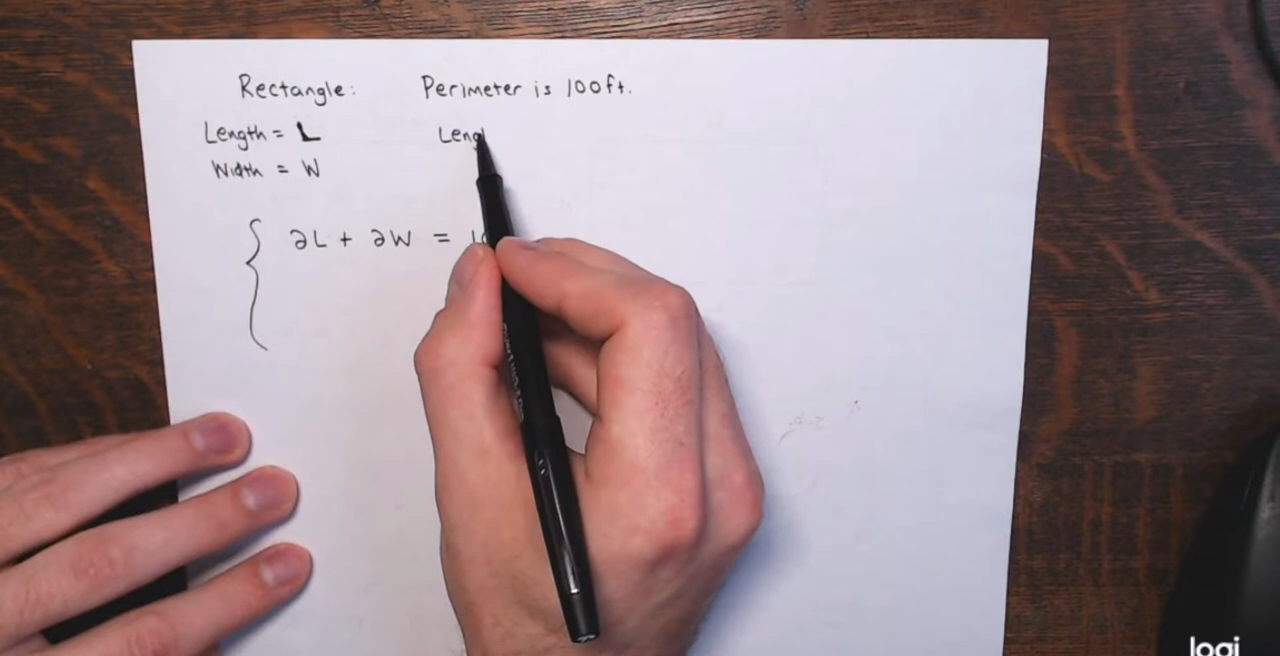 Rectangle: Perimeter is 100ft.
Length = L Leng
Width = W
2L + 2W =
logi